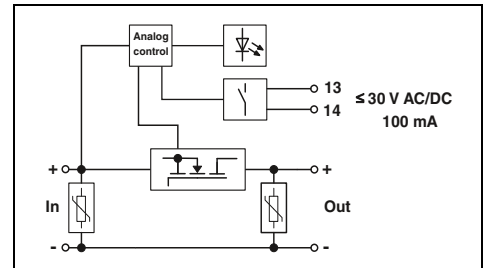 Analog
control
13
14
≤ 30 V AC/DC
100 mA
+
+
In
Out
-
-